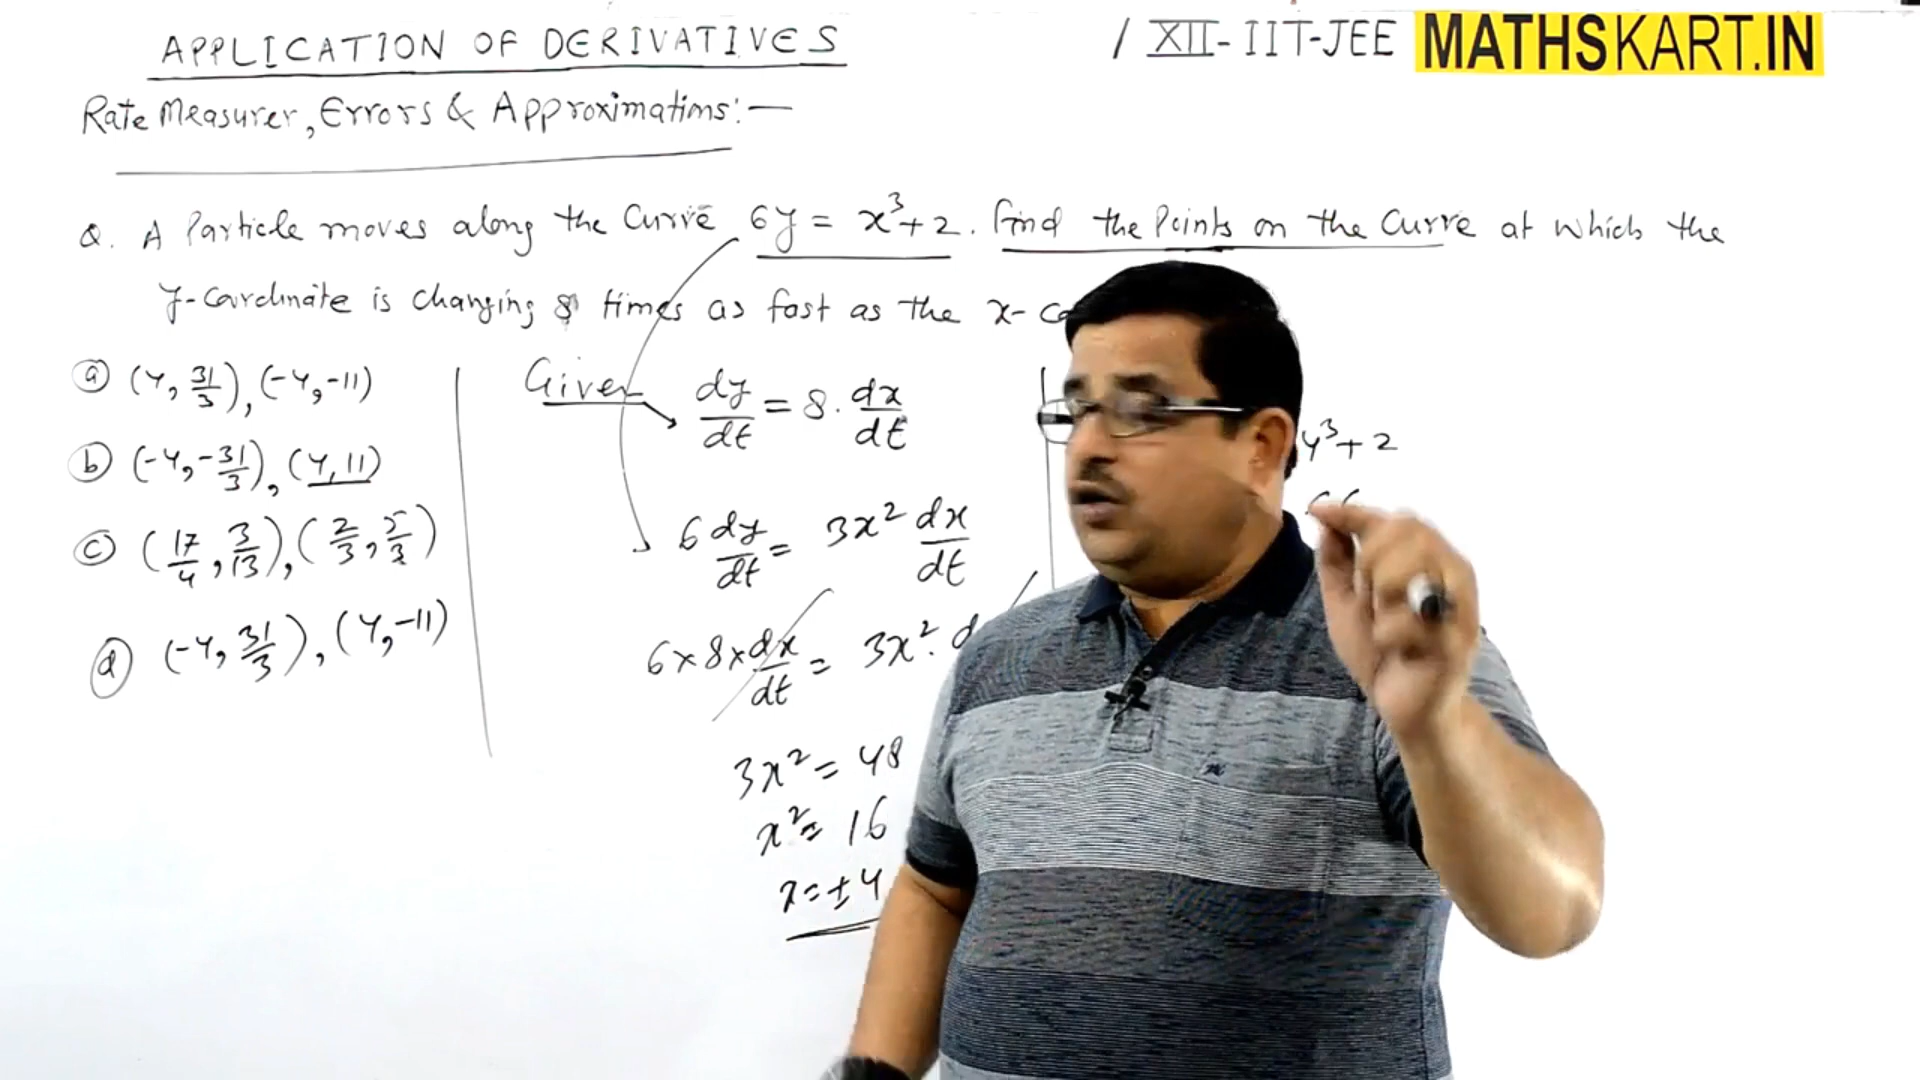 APPLICATION OF DERIVATIVES
/ XII - IIT-JEE MATHSKART.IN
Rate Measurer, Errors & Approximations:—
Q. A Particle moves along the Curve 6y = x³+2. Find the Points on the Curve at which the
y-Coordinate is changing 8 times as fast as the x-co
(a) (4, 31/3), (-4, -11)
(b) (-4, -31/3), (4, 11)
(c) (17/4, 3/13), (2/3, 5/3)
(d) (-4, 31/3), (4, -11)
Given dy/dt = 8. dx/dt
6 dy/dt = 3x² dx/dt
6×8×dx/dt = 3x². d
3x² = 48
x² = 16
x = ±4
4³+2